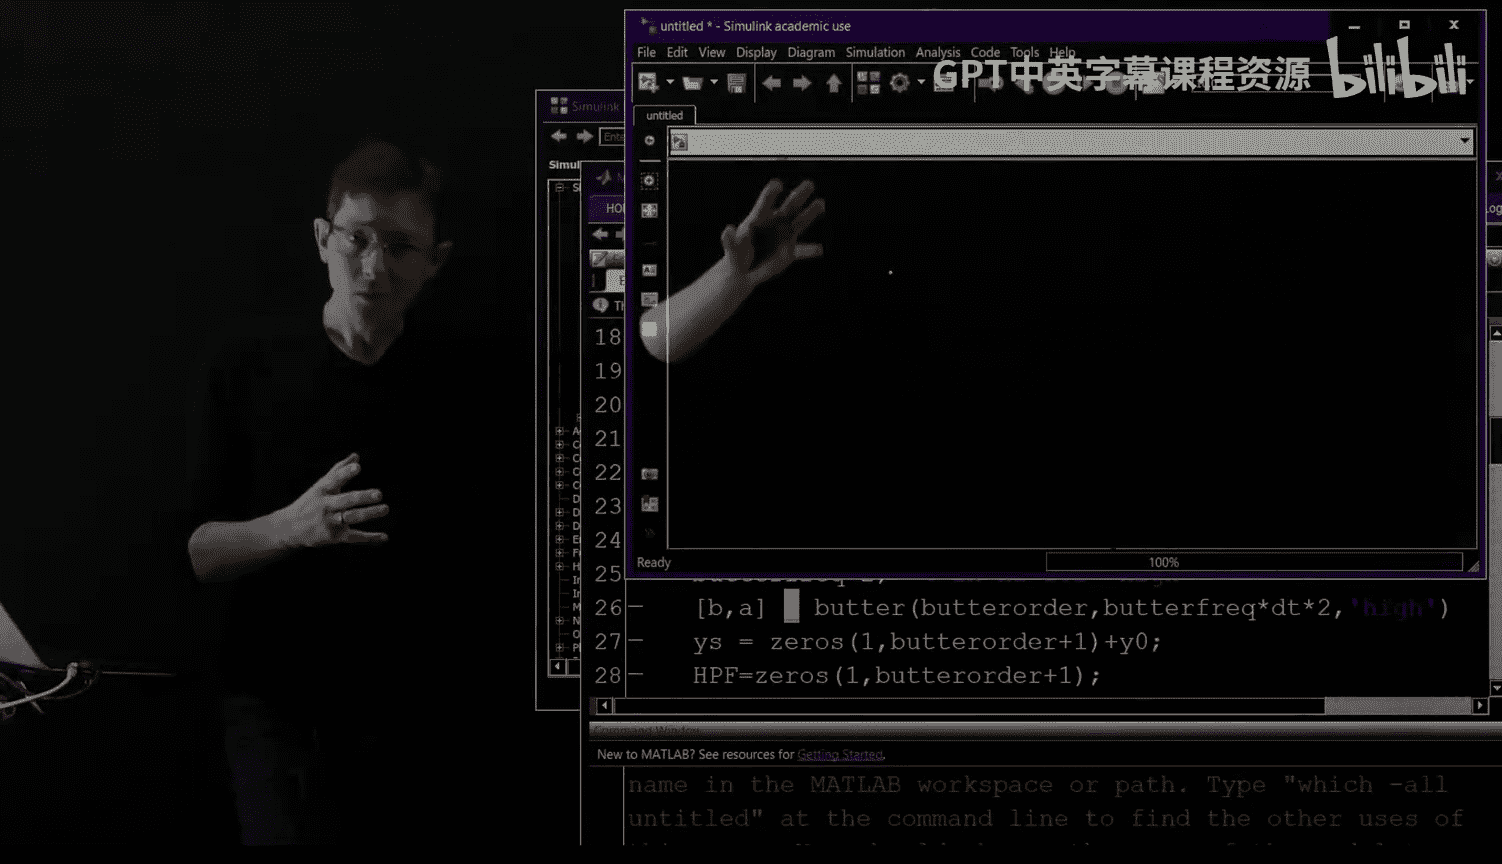 untitled * - Simulink academic use
File Edit View Display Diagram Simulation Analysis Code Tools Help
GPT中英字幕课程资源 bilibili
untitled
Simulink
Ready
100%
18
19
20
21
22
23
24
25
26 [b,a] butter(butterorder,butterfreq*dt*2,'high')
27 ys = zeros(1,butterorder+1)+y0;
28 HPF=zeros(1,butterorder+1);
Command Window
New to MATLAB? See resources for Getting Started.
name in the MATLAB workspace or path. Type "which -all
untitled" at the command line to find the other uses of